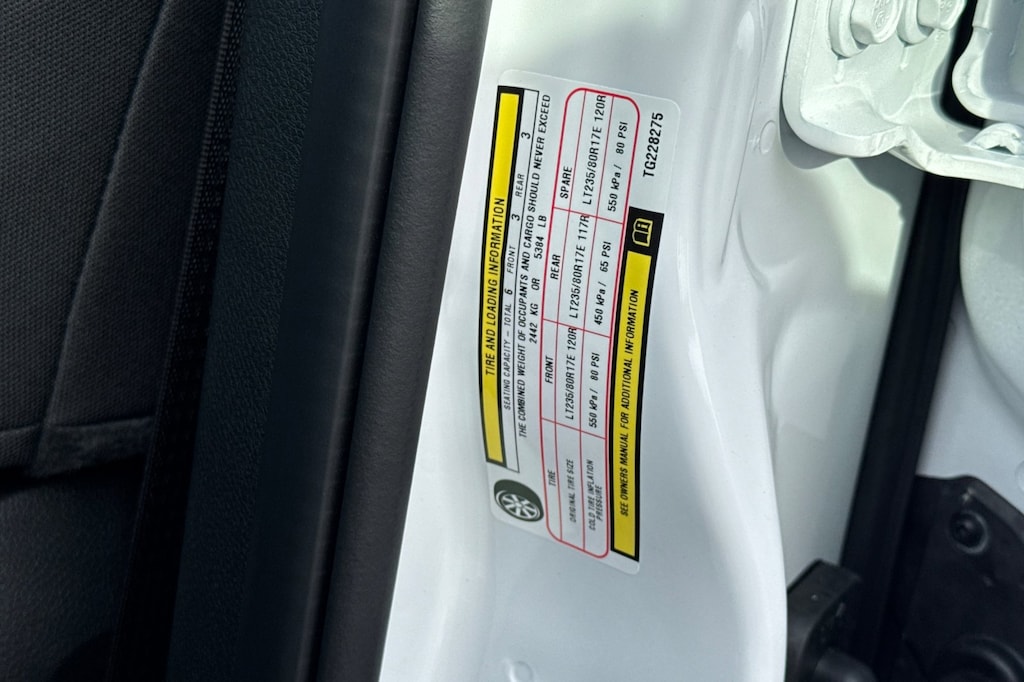 TIRE AND LOADING INFORMATION
SEATING CAPACITY - TOTAL 6 FRONT 3 REAR 3
THE COMBINED WEIGHT OF OCCUPANTS AND CARGO SHOULD NEVER EXCEED
2442 KG OR 5384 LB
TIRE FRONT REAR SPARE
ORIGINAL TIRE SIZE LT235/80R17E 120R LT235/80R17E 117R LT235/80R17E 120R
COLD TIRE INFLATION
PRESSURE 550 kPa/ 80 PSI 450 kPa/ 65 PSI 550 kPa/ 80 PSI
SEE OWNERS MANUAL FOR ADDITIONAL INFORMATION
TG228275